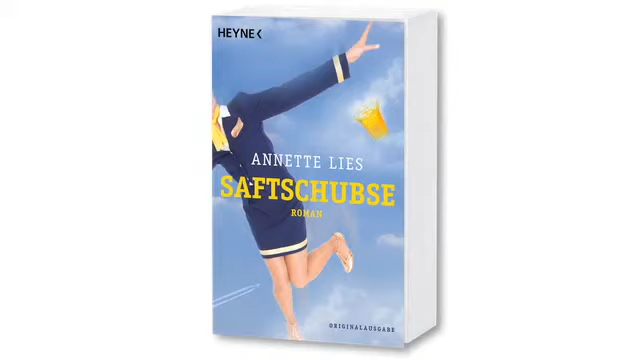 HEYNE<
ANNETTE LIES
SAFTSCHUBSE
ROMAN
ORIGINALAUSGABE